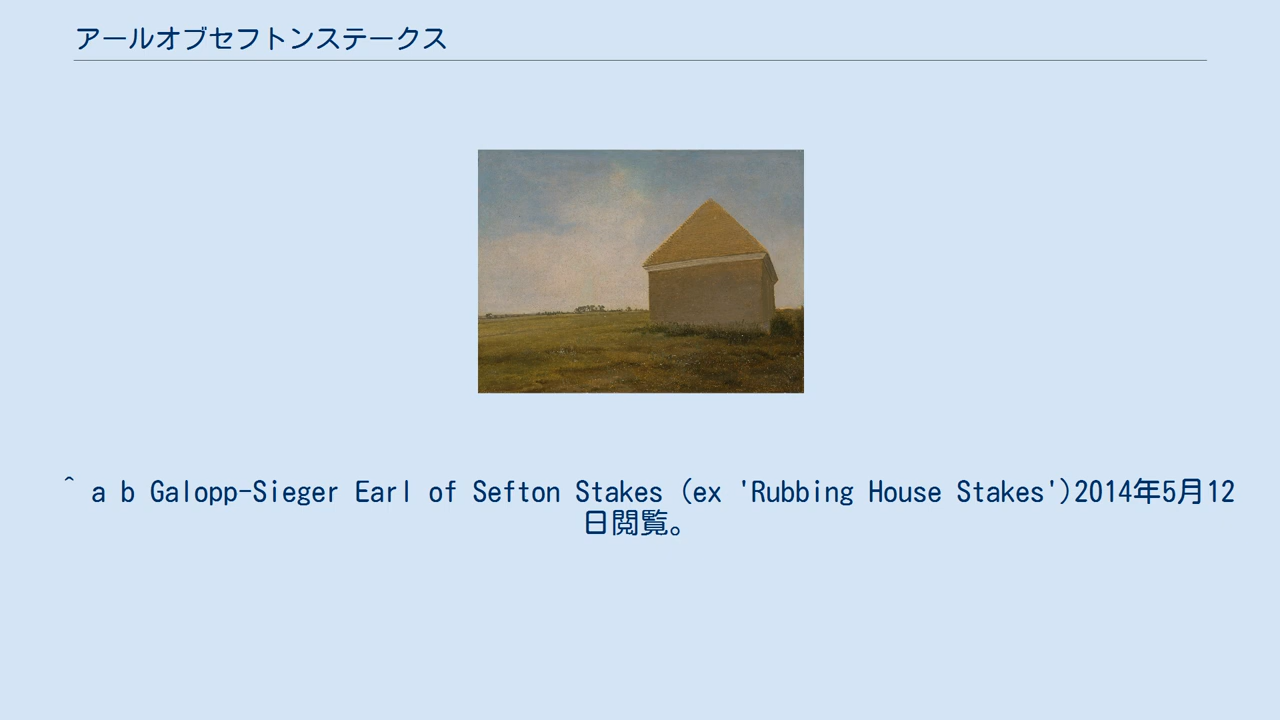 アールオブセフトンステークス
^ a b Galopp-Sieger Earl of Sefton Stakes (ex 'Rubbing House Stakes')2014年5月12
日閲覧。